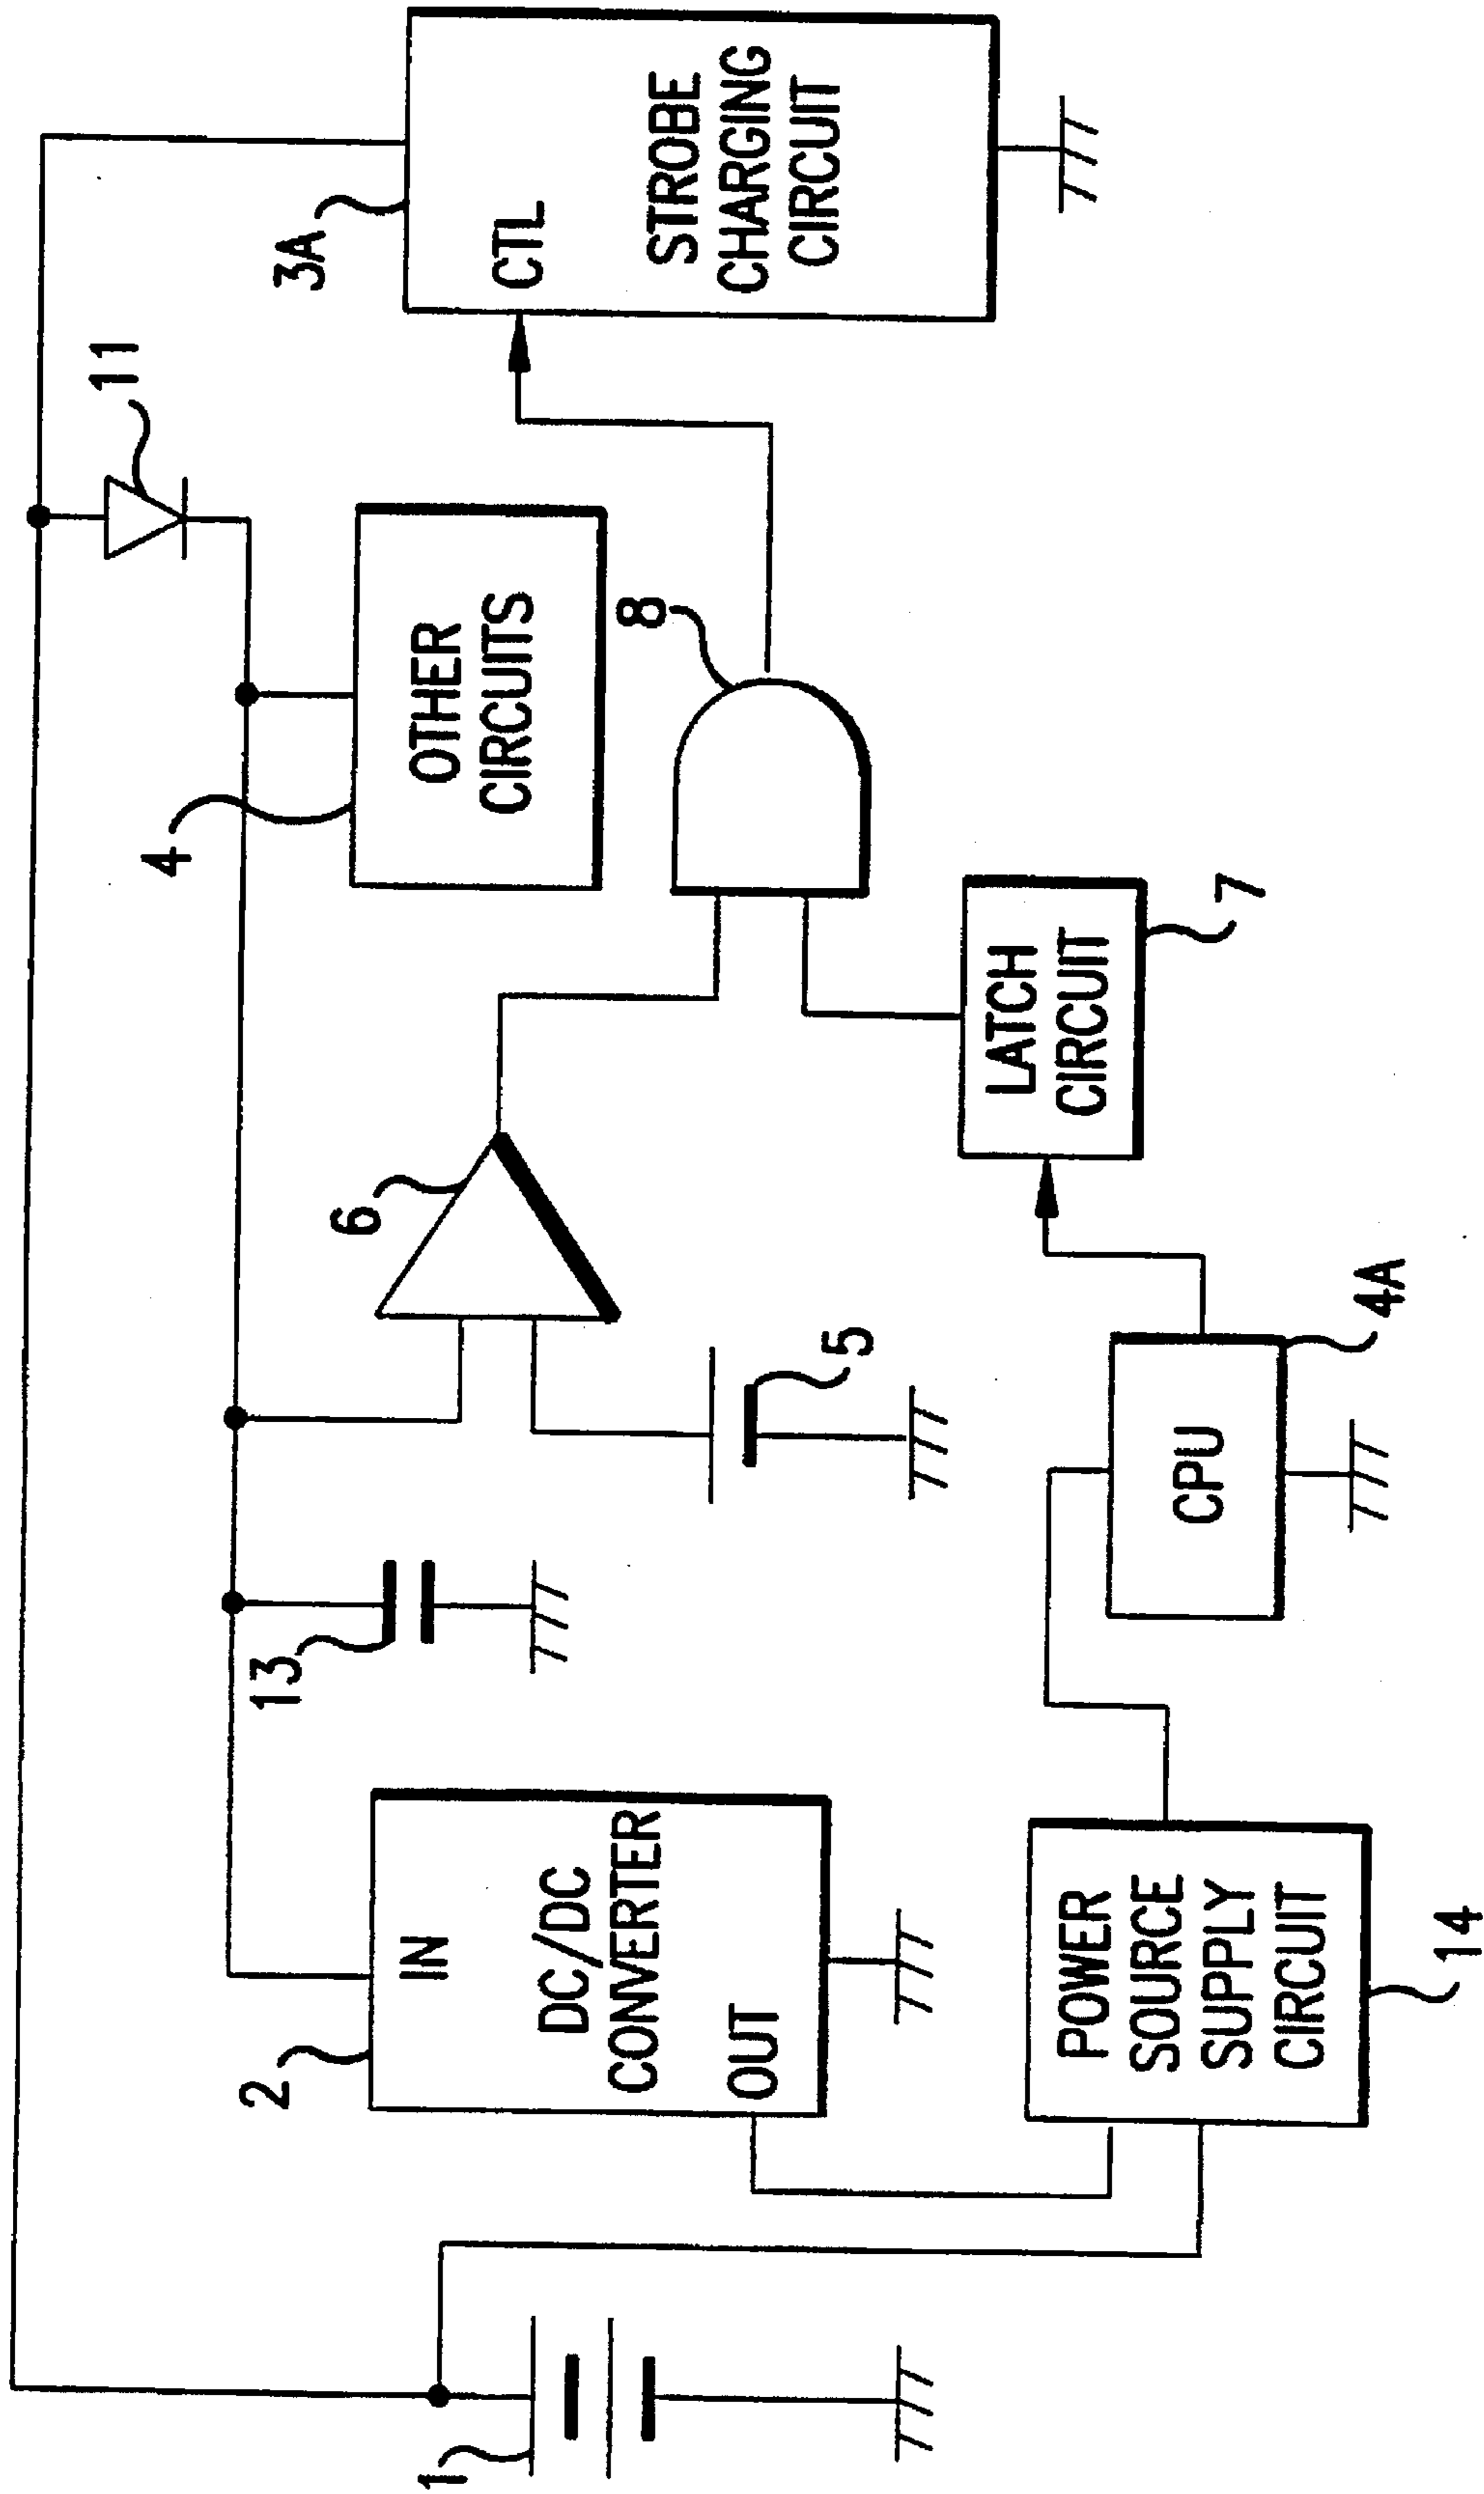 1
2
IN
DC/DC
CONVERTER
OUT
POWER
SOURCE
SUPPLY
CIRCUIT
14
13
5
6
CPU
4A
LATCH
CIRCUIT
7
4
OTHER
CIRCUITS
8
11
3A
CTL
STROBE
CHARGING
CIRCUIT